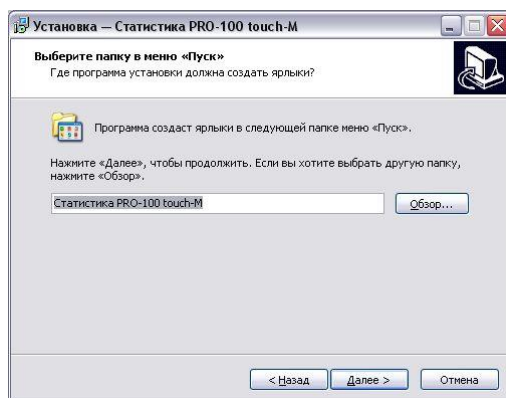 Установка — Статистика PRO-100 touch-M
Выберите папку в меню «Пуск»
Где программа установки должна создать ярлыки?
Программа создаст ярлыки в следующей папке меню «Пуск».
Нажмите «Далее», чтобы продолжить. Если вы хотите выбрать другую папку,
нажмите «Обзор».
Статистика PRO-100 touch-M
Обзор...
< Назад
Далее >
Отмена